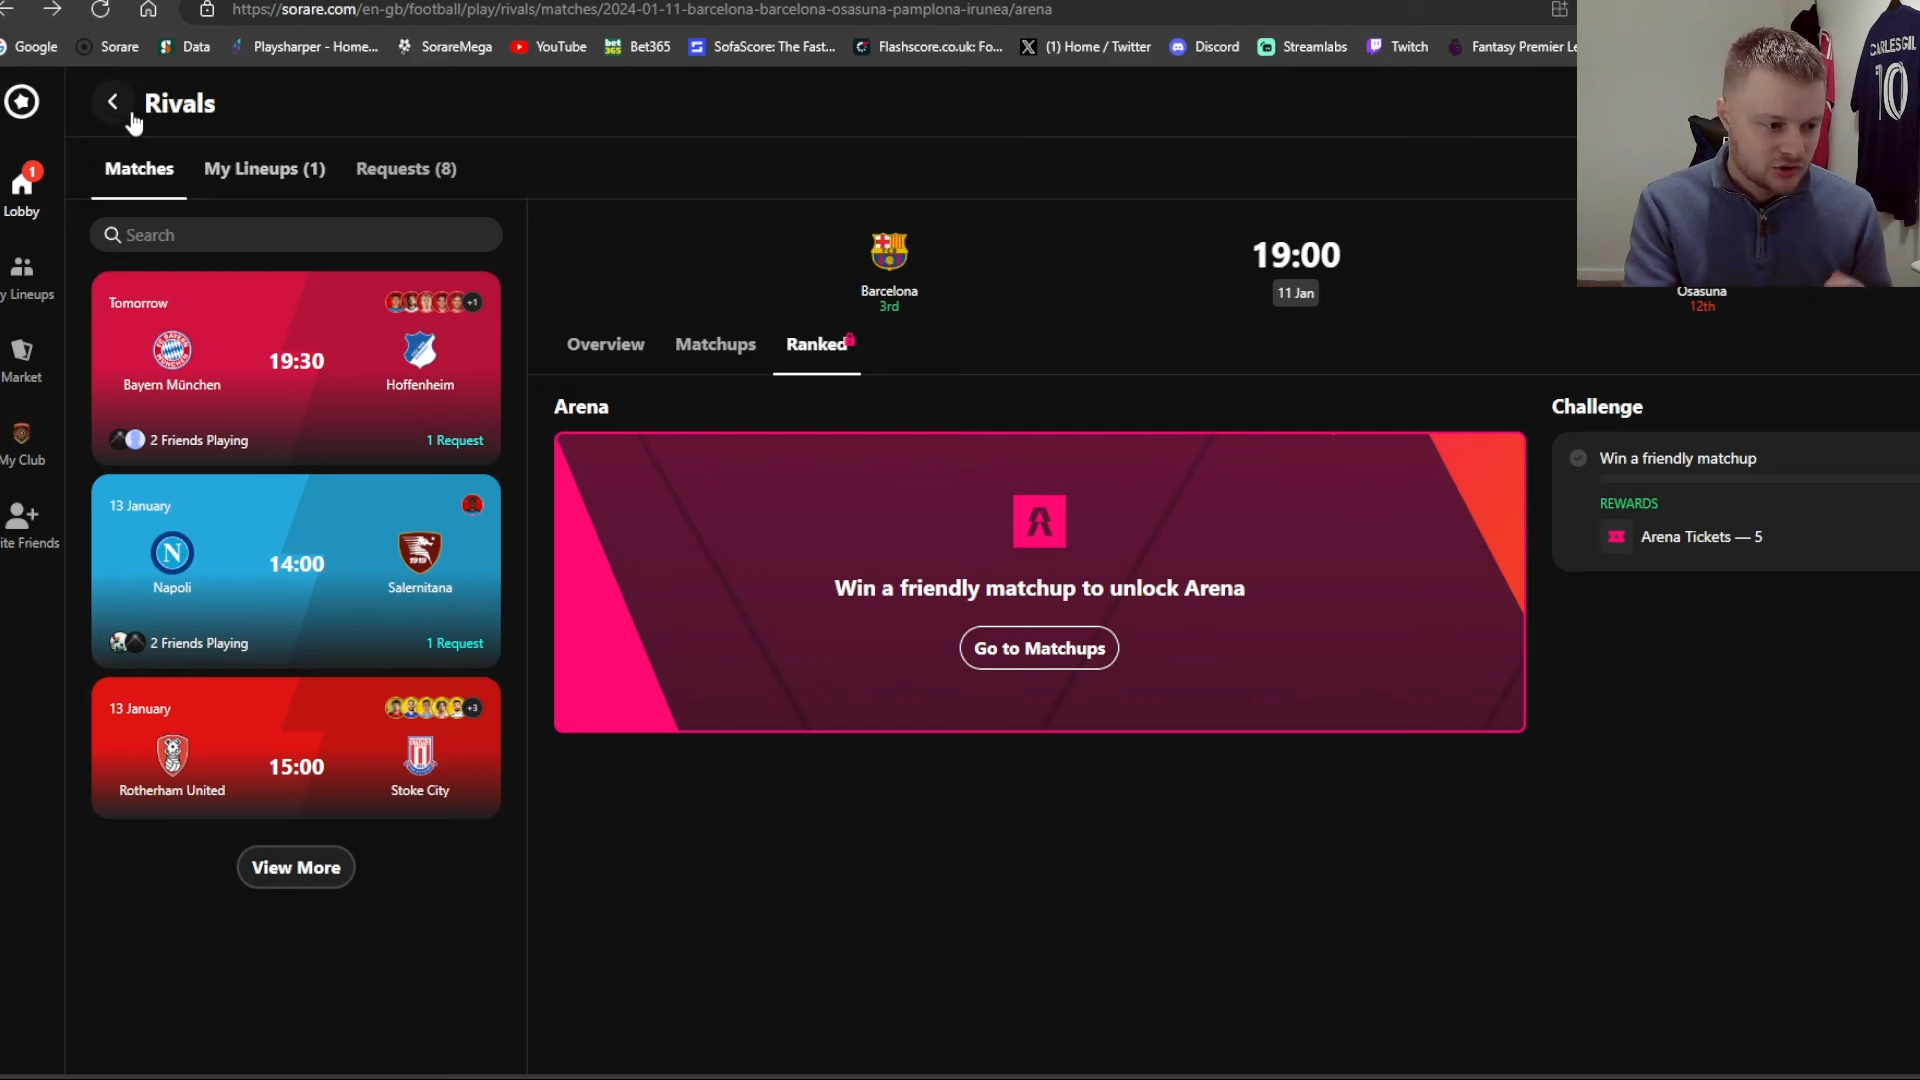 https://sorare.com/en-gb/football/play/rivals/matches/2024-01-11-barcelona-barcelona-osasuna-pamplona-irunea/arena
Google Sorare Data Playsharper - Home... SorareMega YouTube Bet365 SofaScore: The Fast... Flashscore.co.uk: Fo... (1) Home / Twitter Discord Streamlabs Twitch Fantasy Premier Le
CARLES GIL
10
Rivals
Matches My Lineups (1) Requests (8)
1
Lobby
y Lineups
Market
My Club
ite Friends
Search
Tomorrow
+1
Bayern München 19:30 Hoffenheim
2 Friends Playing 1 Request
13 January
Napoli 14:00 Salernitana
2 Friends Playing 1 Request
13 January
+3
Rotherham United 15:00 Stoke City
View More
Barcelona
3rd
19:00
11 Jan
Osasuna
12th
Overview Matchups Ranked
Arena
Win a friendly matchup to unlock Arena
Go to Matchups
Challenge
Win a friendly matchup
REWARDS
Arena Tickets — 5